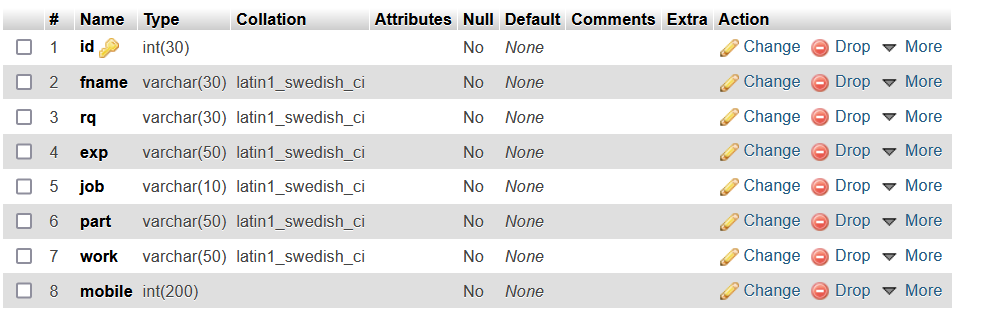 # Name Type Collation Attributes Null Default Comments Extra Action
1 id int(30) No None Change Drop More
2 fname varchar(30) latin1_swedish_ci No None Change Drop More
3 rq varchar(30) latin1_swedish_ci No None Change Drop More
4 exp varchar(50) latin1_swedish_ci No None Change Drop More
5 job varchar(10) latin1_swedish_ci No None Change Drop More
6 part varchar(50) latin1_swedish_ci No None Change Drop More
7 work varchar(50) latin1_swedish_ci No None Change Drop More
8 mobile int(200) No None Change Drop More